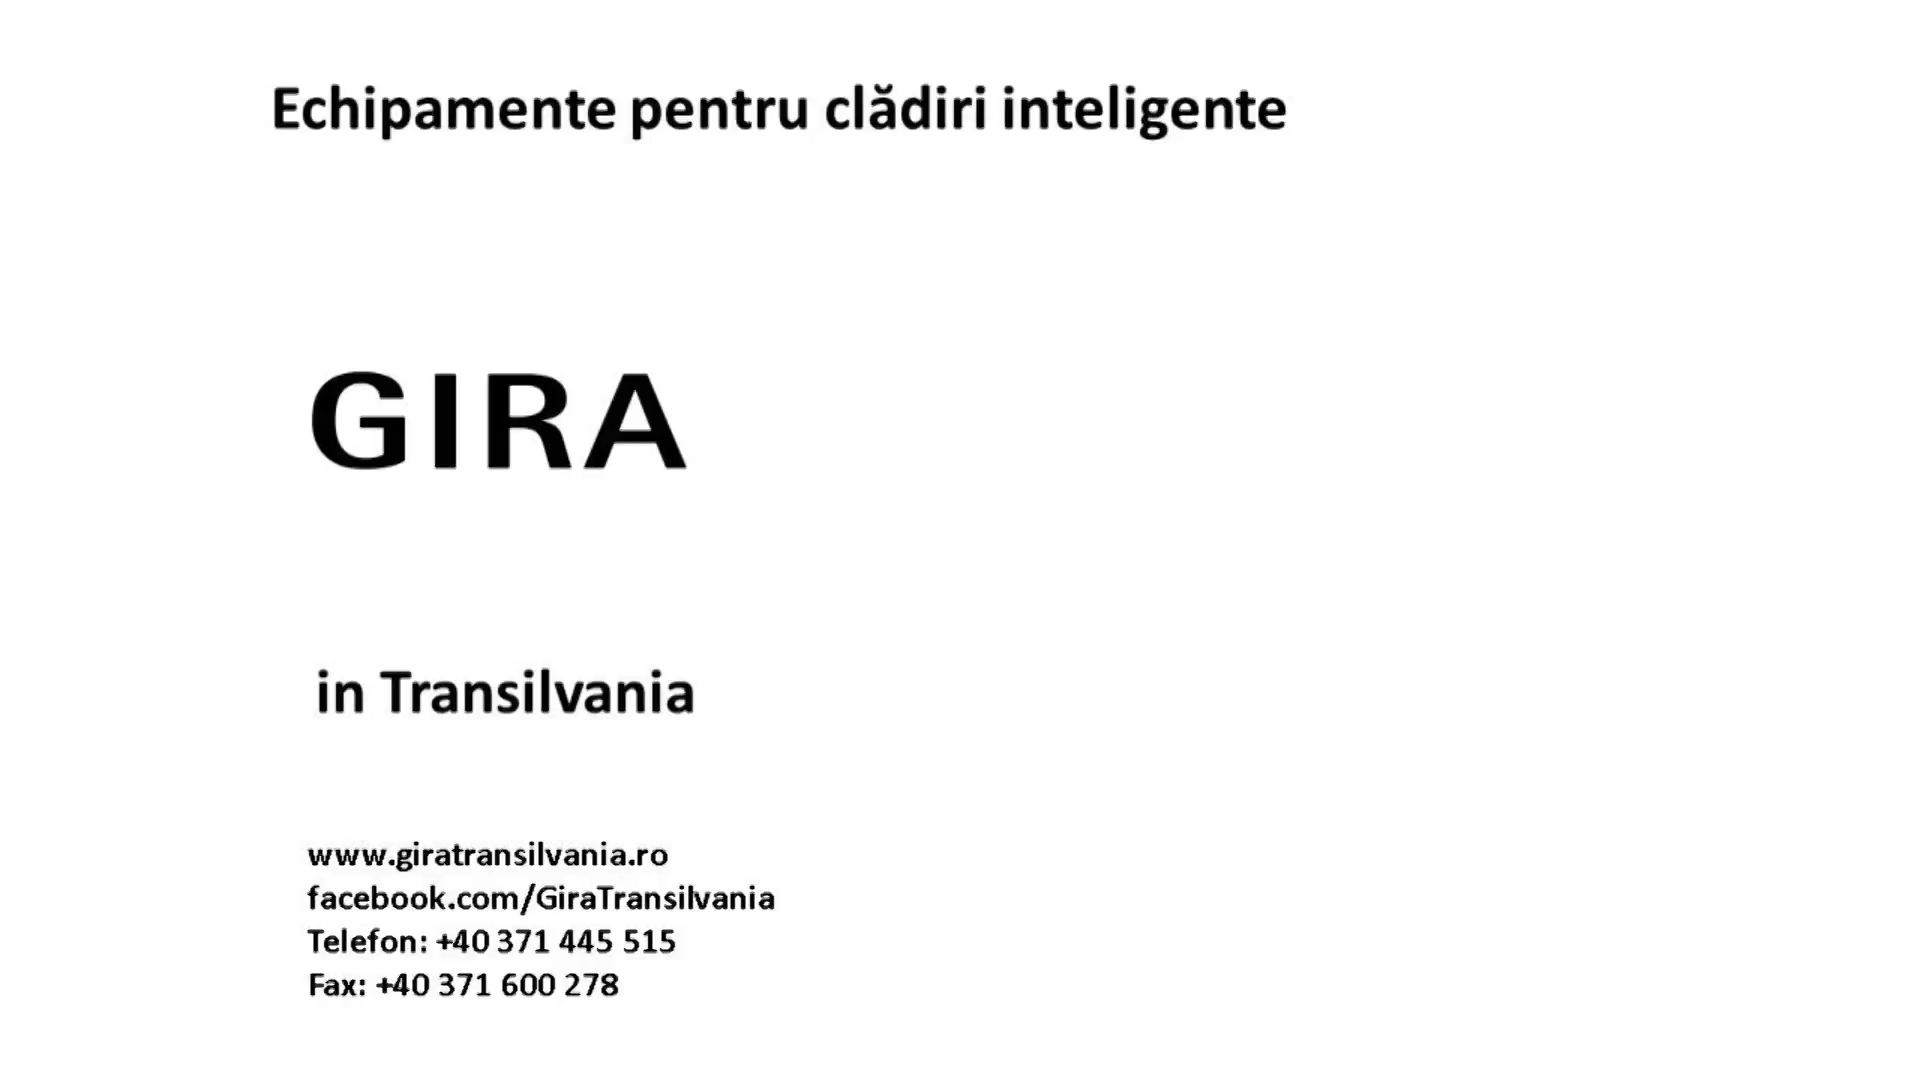 Echipamente pentru clădiri inteligente
GIRA
in Transilvania
www.giratransilvania.ro
facebook.com/GiraTransilvania
Telefon: +40 371 445 515
Fax: +40 371 600 278